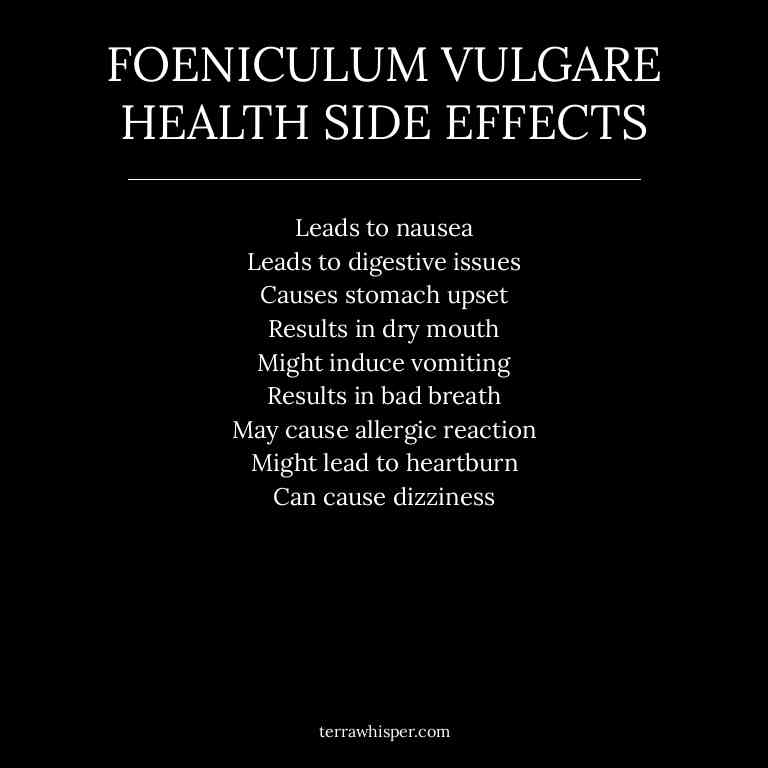 FOENICULUM VULGARE
HEALTH SIDE EFFECTS
Leads to nausea
Leads to digestive issues
Causes stomach upset
Results in dry mouth
Might induce vomiting
Results in bad breath
May cause allergic reaction
Might lead to heartburn
Can cause dizziness
terrawhisper.com